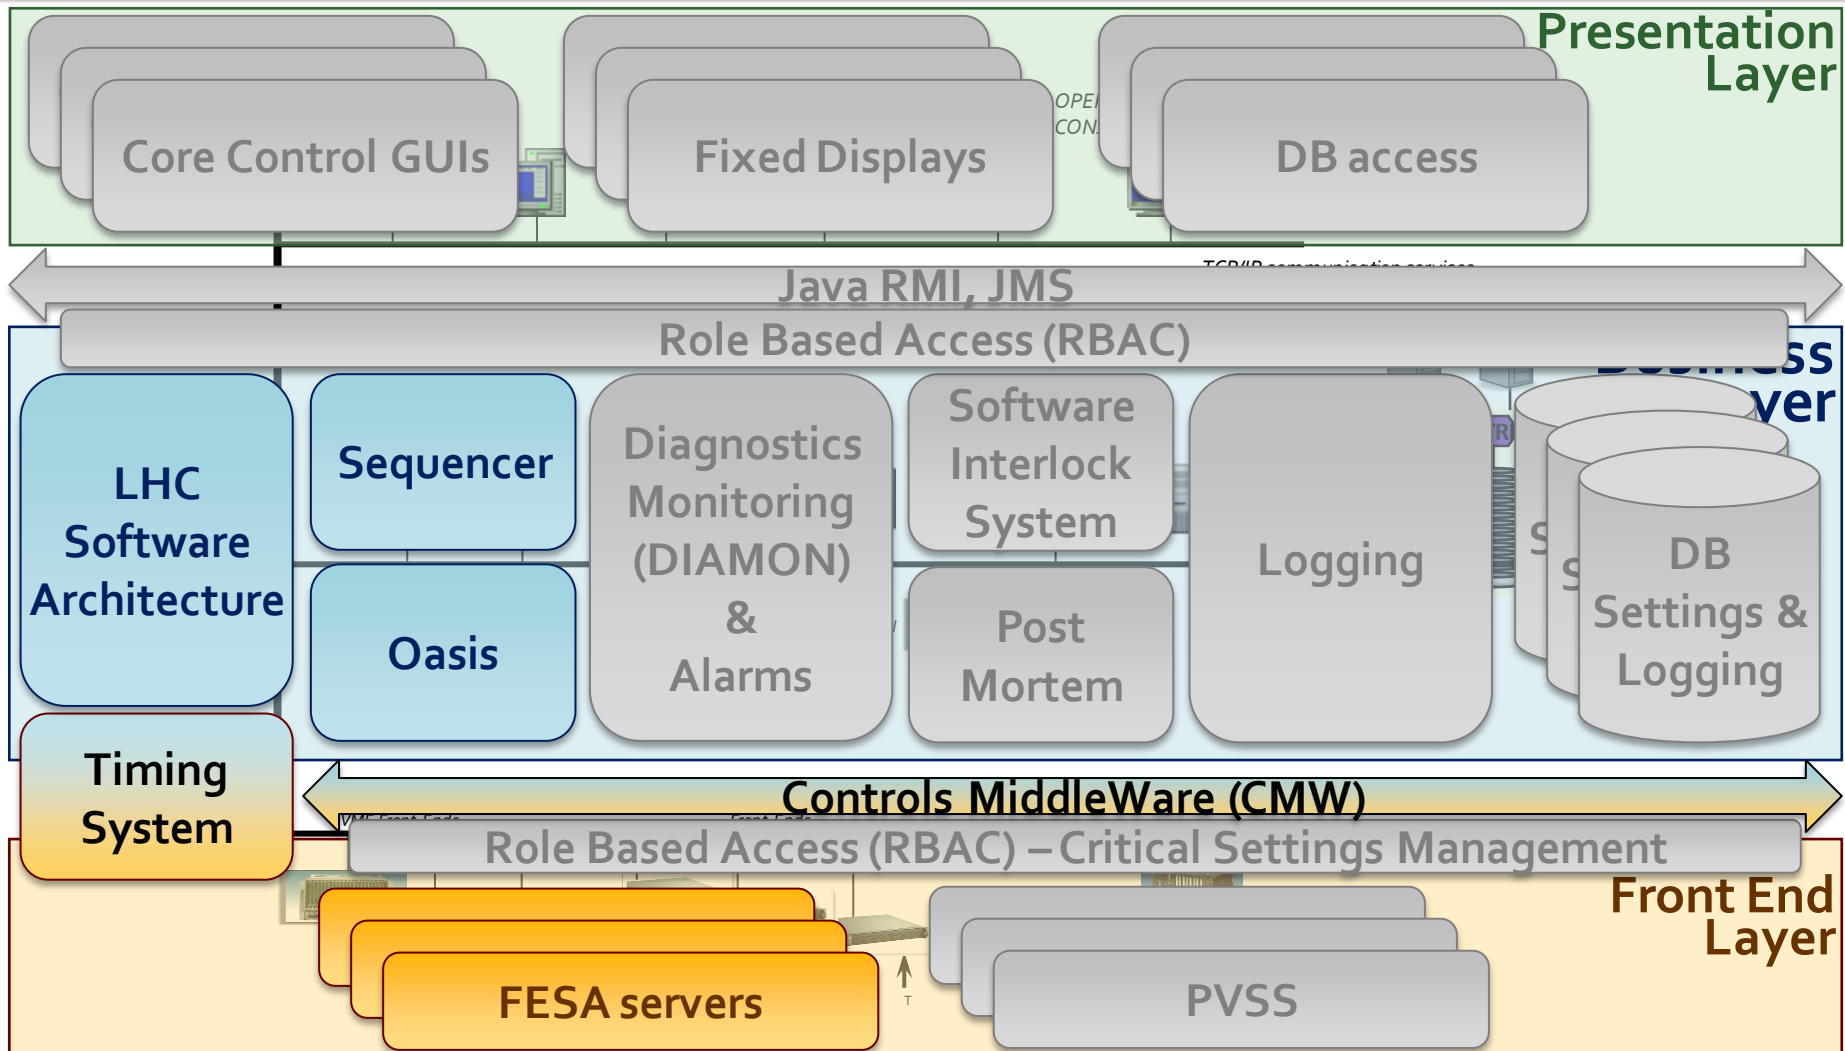 Presentation
Layer
Core Control GUIs
Fixed Displays
DB access
Java RMI, JMS
Role Based Access (RBAC)
LHC
Software
Architecture
Sequencer
Oasis
Diagnostics
Monitoring
(DIAMON)
&
Alarms
Software
Interlock
System
Post
Mortem
Logging
DB
Settings &
Logging
Timing
System
Controls MiddleWare (CMW)
Role Based Access (RBAC) – Critical Settings Management
Front End
Layer
FESA servers
PVSS
T